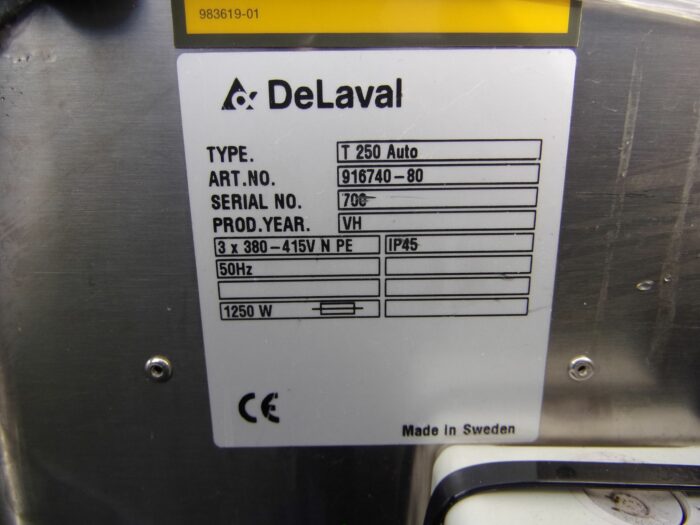 983619-01
DeLaval
TYPE. T 250 Auto
ART.NO. 916740-80
SERIAL NO. 700
PROD.YEAR. VH
3 x 380-415V N PE IP45
50Hz
1250 W
CE
Made in Sweden